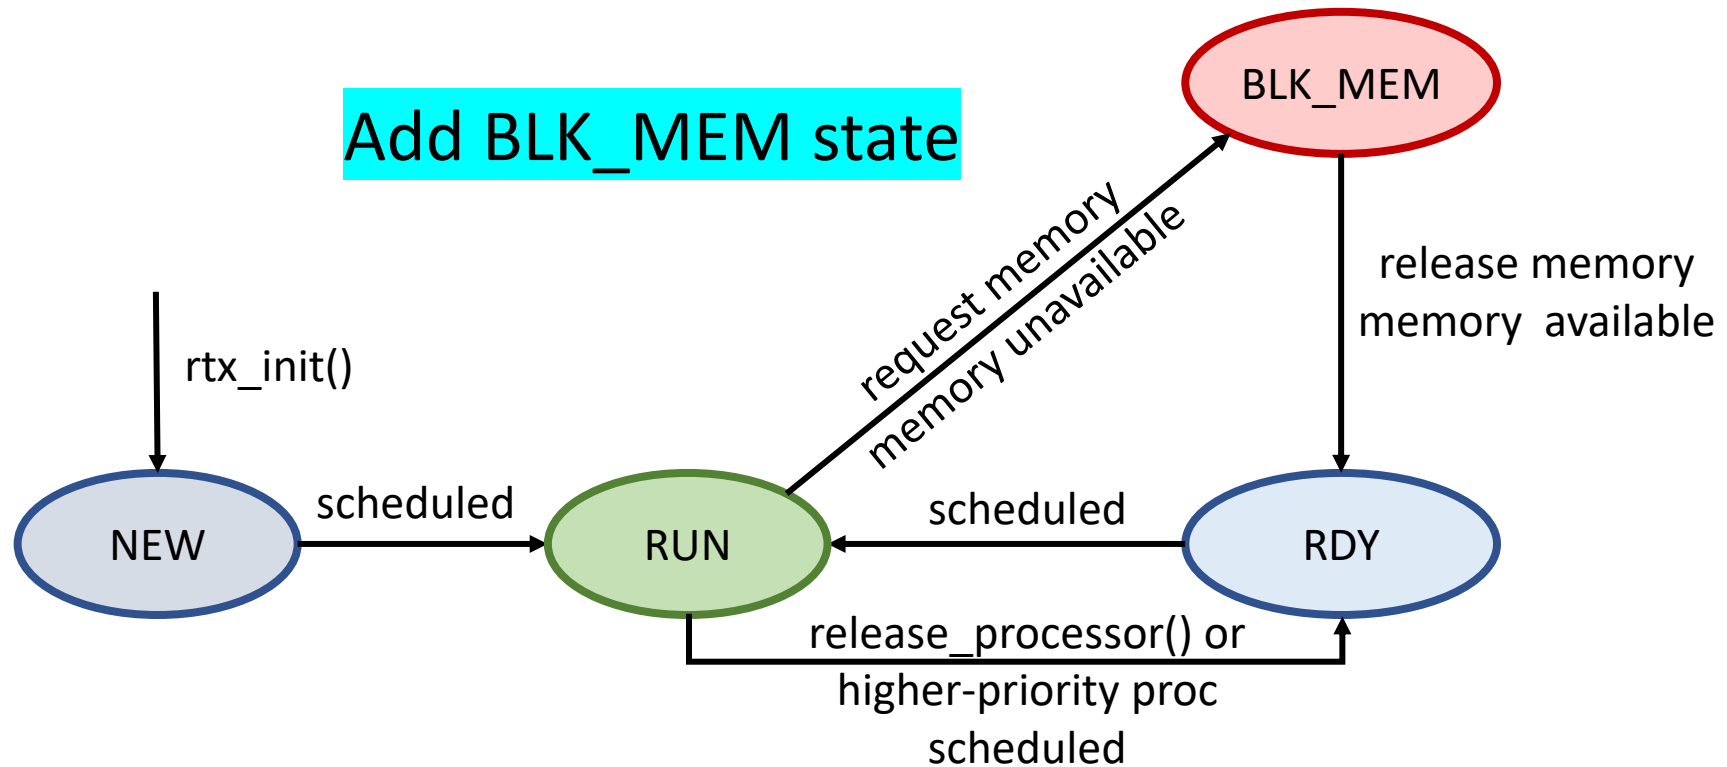 BLK_MEM
Add BLK_MEM state
request memory
memory unavailable
release memory
memory available
rtx_init()
scheduled
scheduled
NEW
RUN
RDY
release_processor() or
higher-priority proc
scheduled